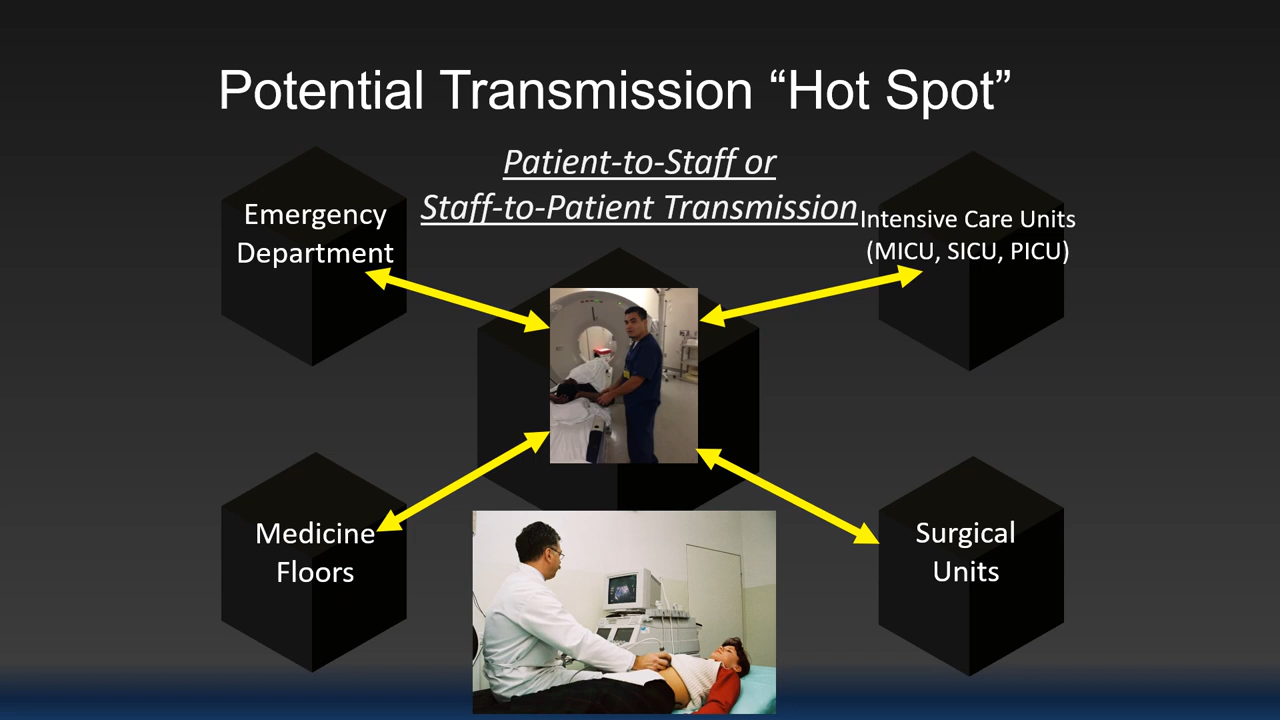 Potential Transmission “Hot Spot”
Patient-to-Staff or
Staff-to-Patient Transmission
Emergency
Department
Intensive Care Units
(MICU, SICU, PICU)
Medicine
Floors
Surgical
Units